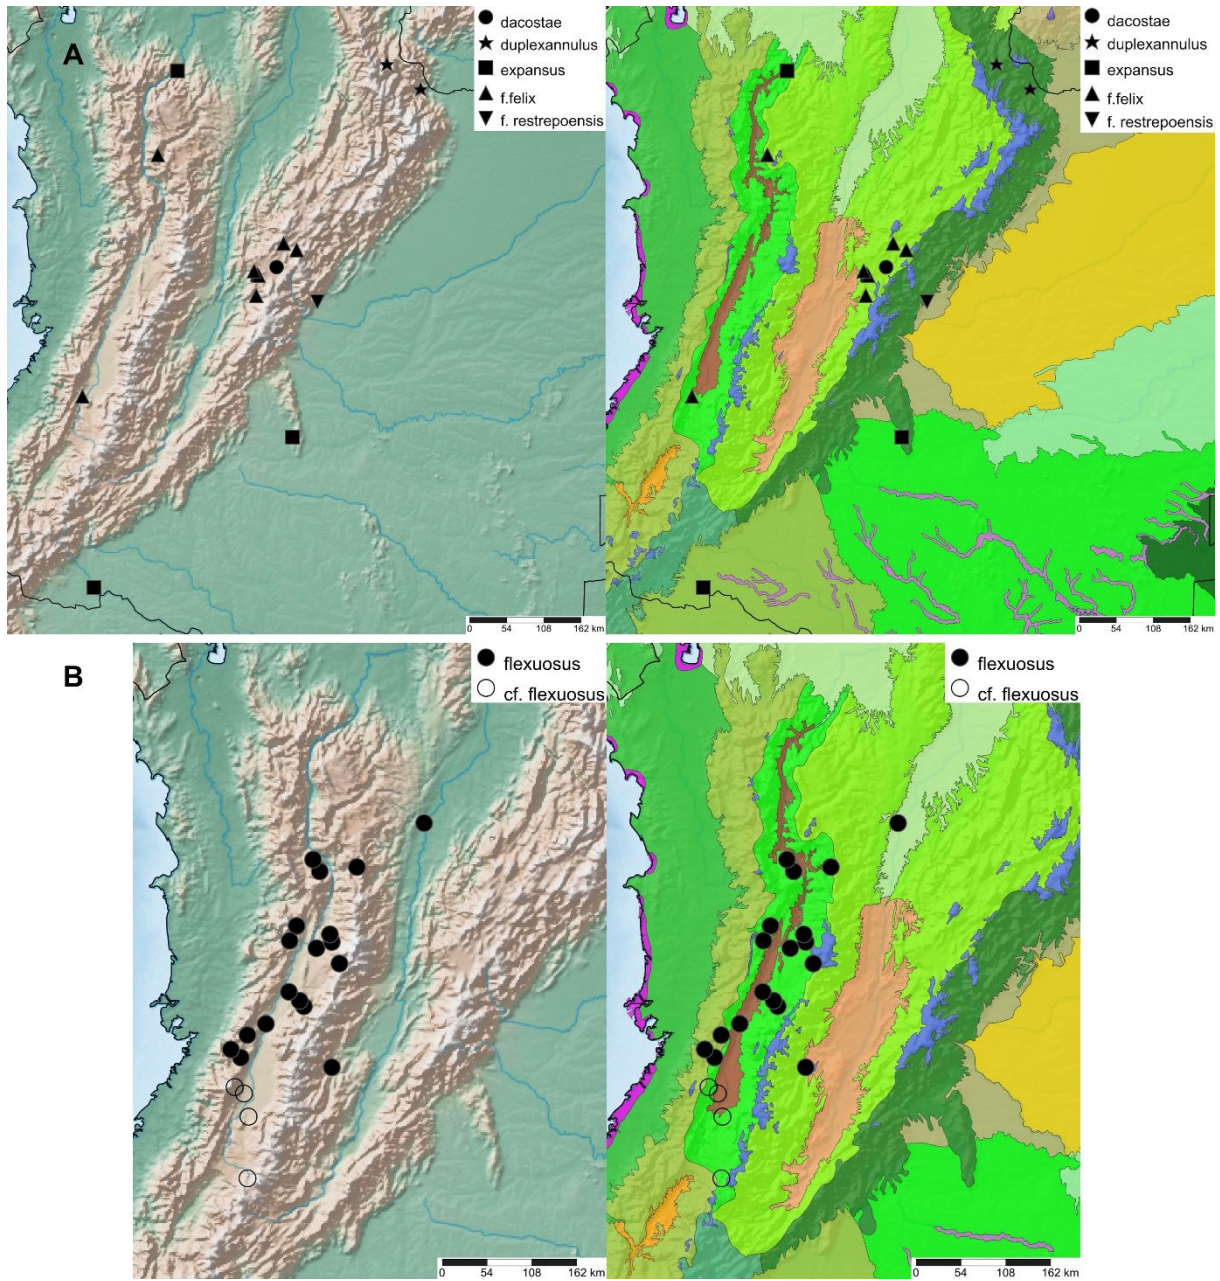 A
dacostae
duplexannulus
expansus
f.felix
f. restrepoensis
0 54 108 162 km
dacostae
duplexannulus
expansus
f.felix
f. restrepoensis
0 54 108 162 km
B
flexuosus
cf. flexuosus
0 54 108 162 km
flexuosus
cf. flexuosus
0 54 108 162 km